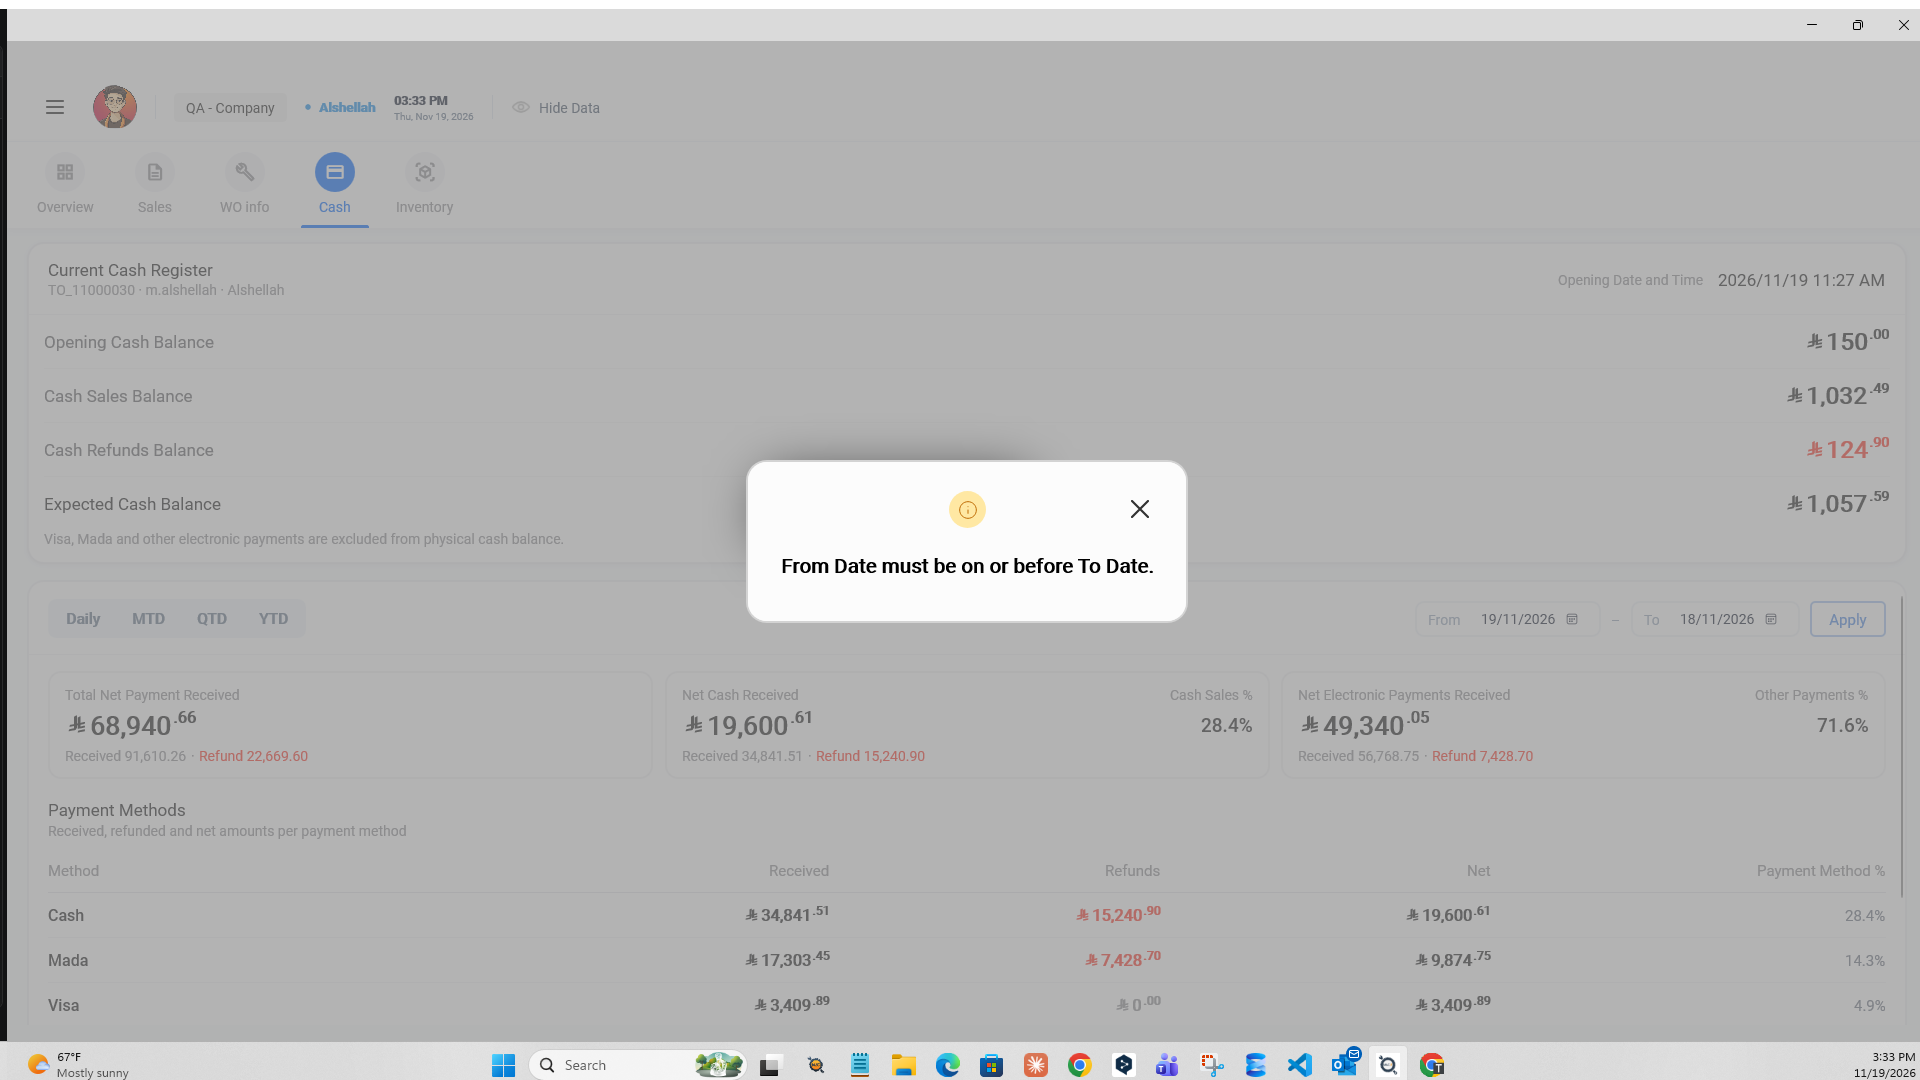 QA - Company
• Alshellah
03:33 PM
Thu, Nov 19, 2026
Hide Data
Overview
Sales
WO info
Cash
Inventory
Current Cash Register
TO_11000030 · m.alshellah · Alshellah
Opening Date and Time 2026/11/19 11:27 AM
Opening Cash Balance
⃁ 150.00
Cash Sales Balance
⃁ 1,032.49
Cash Refunds Balance
⃁ 124.90
Expected Cash Balance
⃁ 1,057.59
Visa, Mada and other electronic payments are excluded from physical cash balance.
From Date must be on or before To Date.
Daily MTD QTD YTD
From 19/11/2026 – To 18/11/2026 Apply
Total Net Payment Received
⃁ 68,940.66
Received 91,610.26 · Refund 22,669.60
Net Cash Received Cash Sales %
⃁ 19,600.61 28.4%
Received 34,841.51 · Refund 15,240.90
Net Electronic Payments Received Other Payments %
⃁ 49,340.05 71.6%
Received 56,768.75 · Refund 7,428.70
Payment Methods
Received, refunded and net amounts per payment method
Method Received Refunds Net Payment Method %
Cash ⃁ 34,841.51 ⃁ 15,240.90 ⃁ 19,600.61 28.4%
Mada ⃁ 17,303.45 ⃁ 7,428.70 ⃁ 9,874.75 14.3%
Visa ⃁ 3,409.89 ⃁ 0.00 ⃁ 3,409.89 4.9%
67°F
Mostly sunny
Search
3:33 PM
11/19/2026